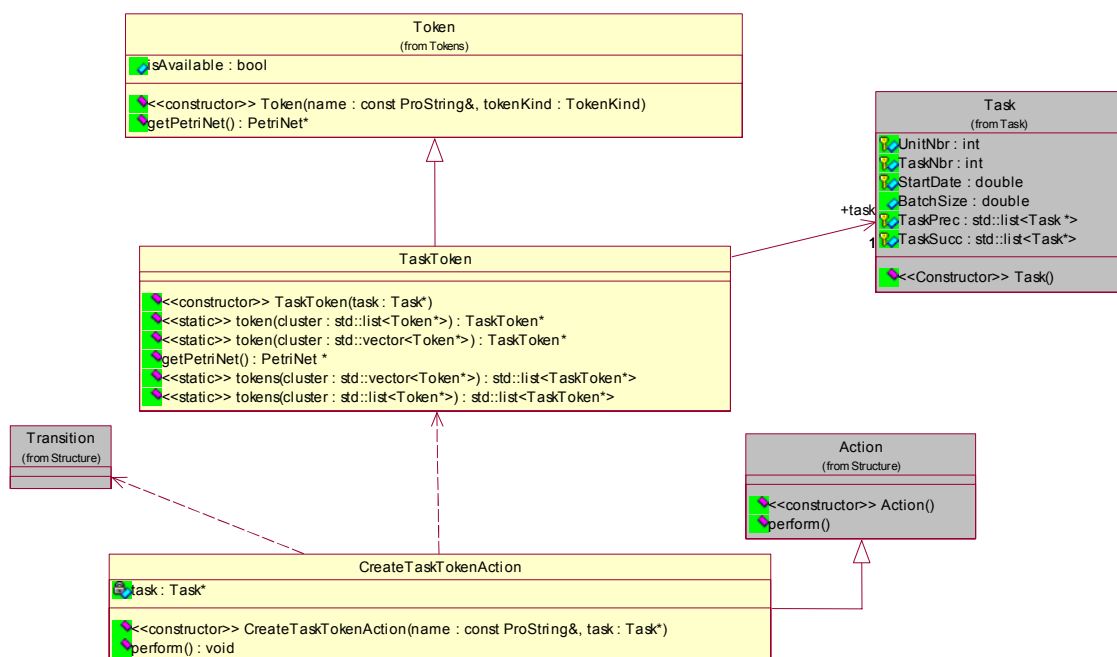 Token
(from Tokens)
isAvailable : bool
<<constructor>> Token(name : const ProString&, tokenKind : TokenKind)
getPetriNet() : PetriNet*
Task
(from Task)
UnitNbr : int
TaskNbr : int
StartDate : double
BatchSize : double
TaskPrec : std::list<Task *>
TaskSucc : std::list<Task*>
<<Constructor>> Task()
+task
1
TaskToken
<<constructor>> TaskToken(task : Task*)
<<static>> token(cluster : std::list<Token*>) : TaskToken*
<<static>> token(cluster : std::vector<Token*>) : TaskToken*
getPetriNet() : PetriNet *
<<static>> tokens(cluster : std::vector<Token*>) : std::list<TaskToken*>
<<static>> tokens(cluster : std::list<Token*>) : std::list<TaskToken*>
Transition
(from Structure)
Action
(from Structure)
<<constructor>> Action()
perform()
CreateTaskTokenAction
task : Task*
<<constructor>> CreateTaskTokenAction(name : const ProString&, task : Task*)
perform() : void